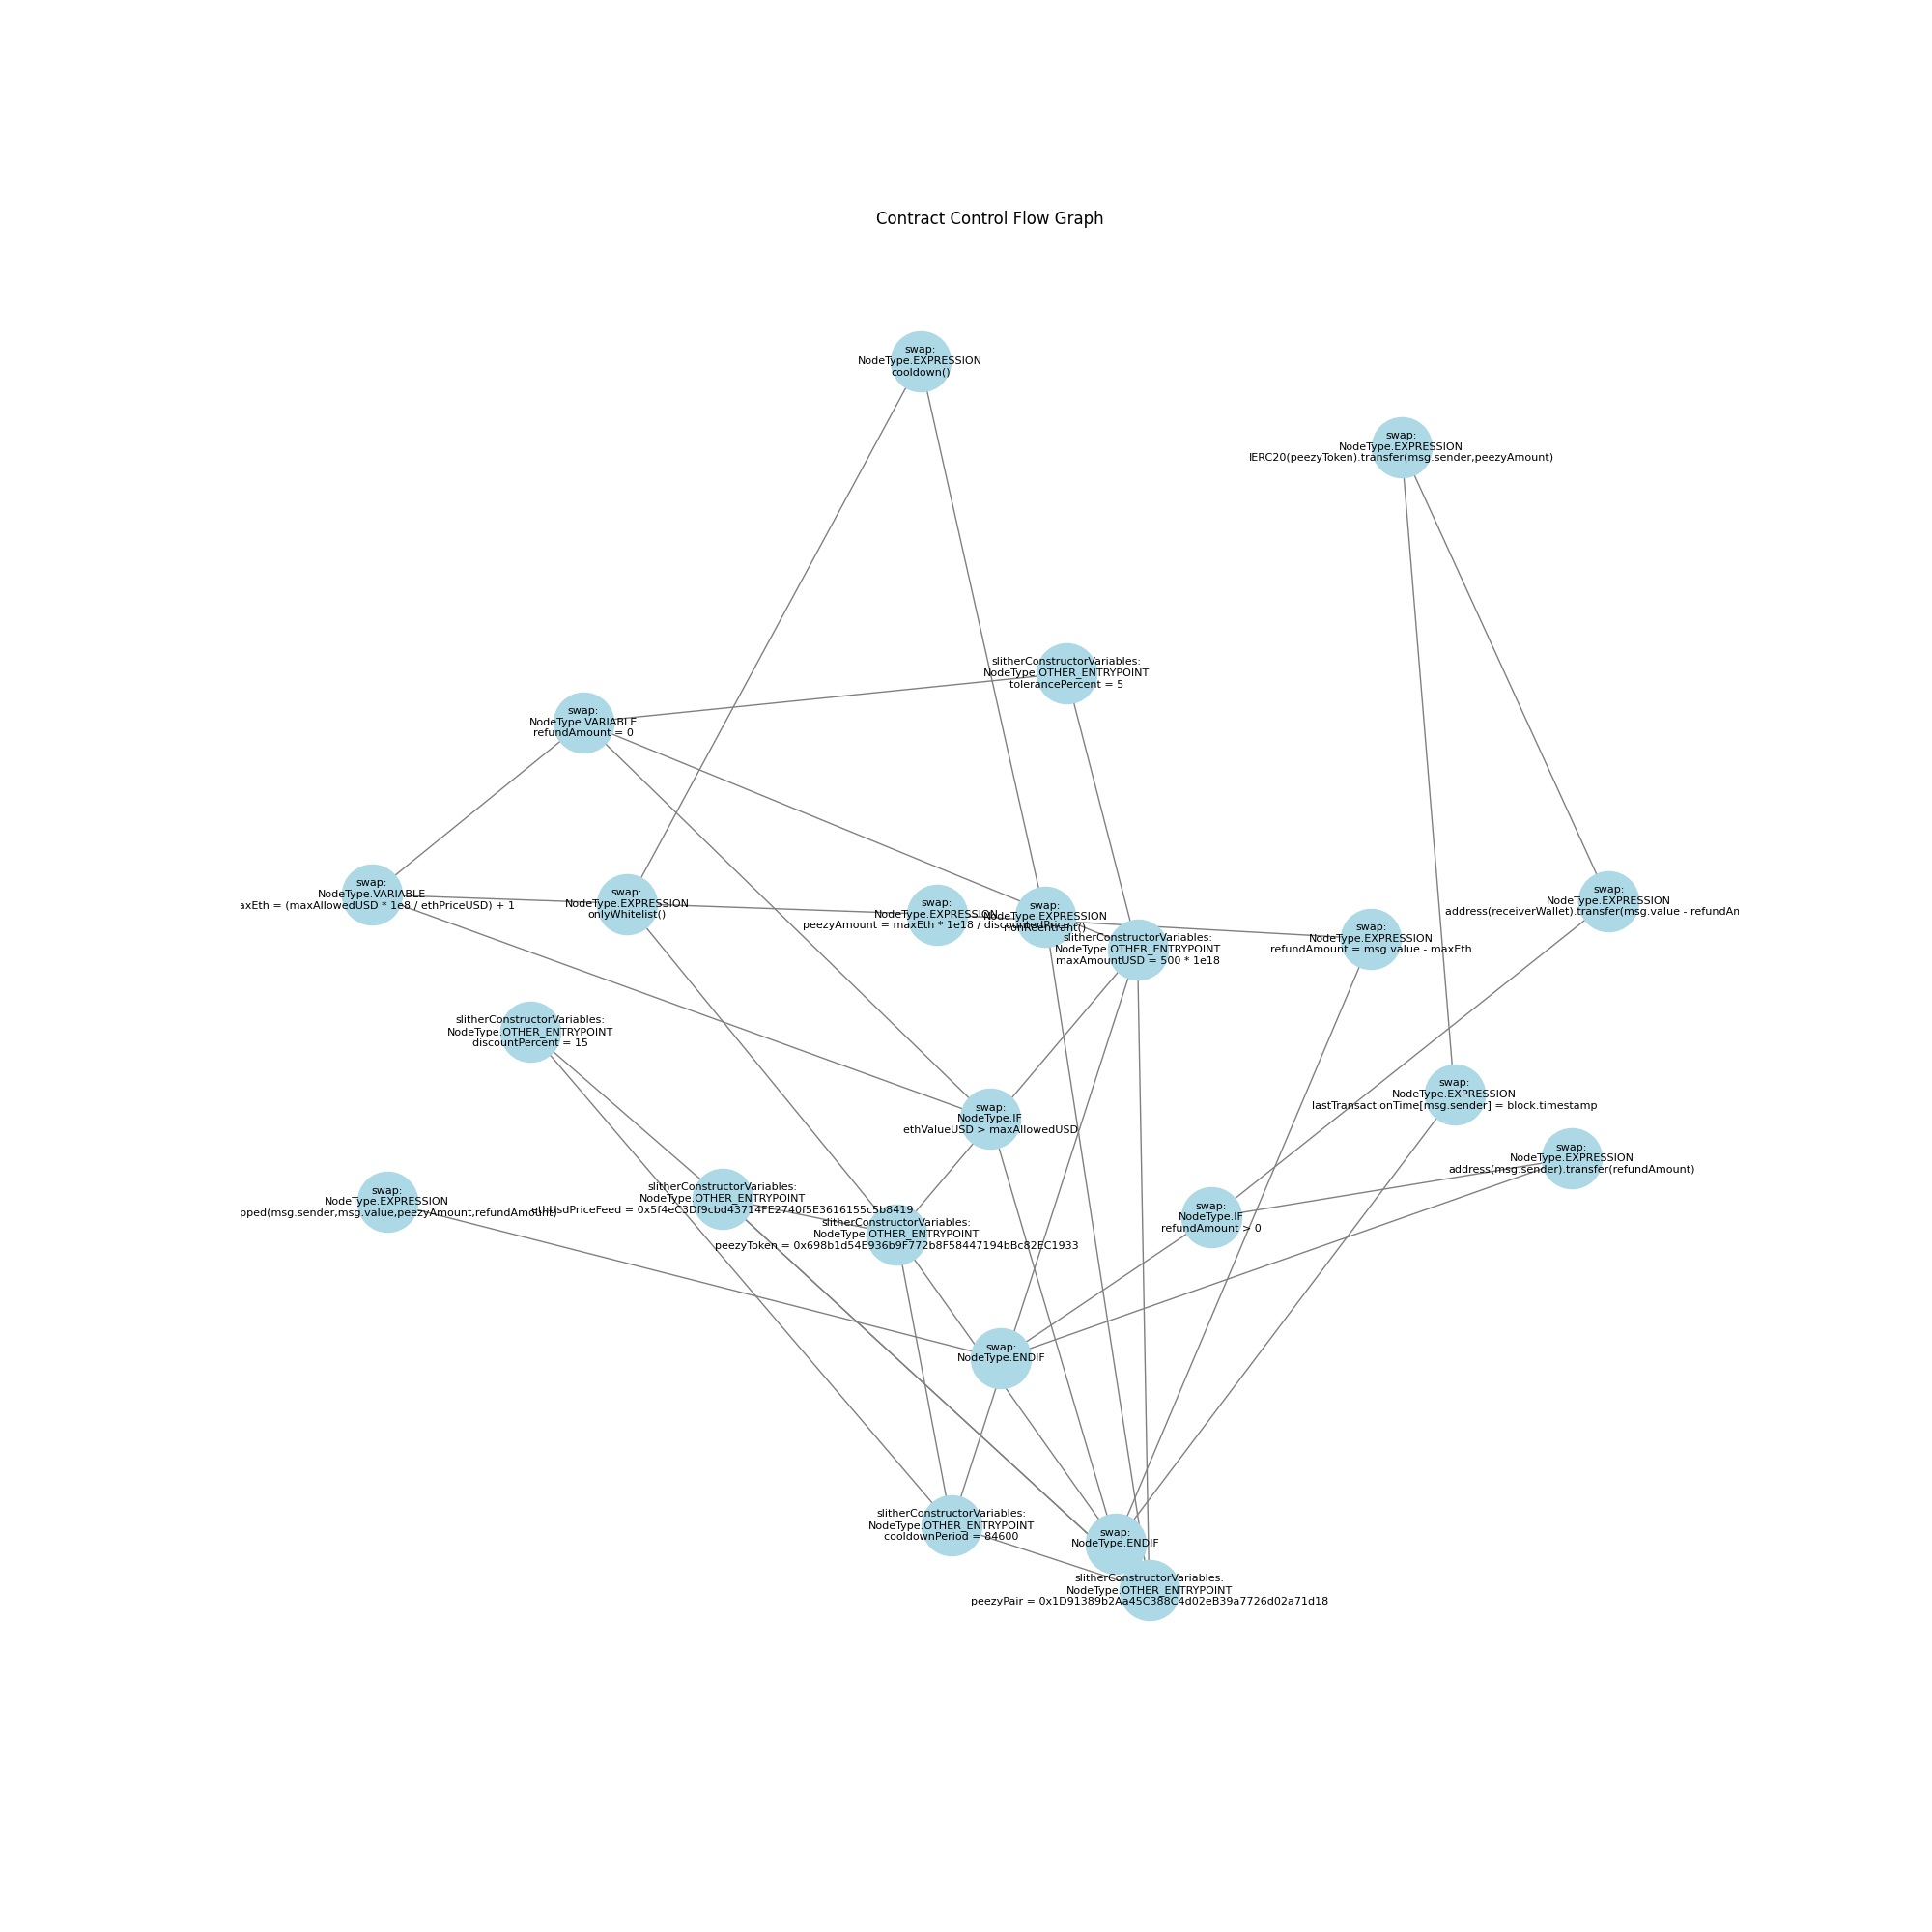 Contract Control Flow Graph
swap:
NodeType.EXPRESSION
cooldown()
swap:
NodeType.EXPRESSION
IERC20(peezyToken).transfer(msg.sender,peezyAmount)
slitherConstructorVariables:
NodeType.OTHER_ENTRYPOINT
tolerancePercent = 5
swap:
NodeType.VARIABLE
refundAmount = 0
swap:
NodeType.VARIABLE
axEth = (maxAllowedUSD * 1e8 / ethPriceUSD) + 1
swap:
NodeType.EXPRESSION
onlyWhitelist()
swap:
NodeType.EXPRESSION
peezyAmount = maxEth * 1e18 / discountedPrice
swap:
NodeType.EXPRESSION
nonReentrant()
slitherConstructorVariables:
NodeType.OTHER_ENTRYPOINT
maxAmountUSD = 500 * 1e18
swap:
NodeType.EXPRESSION
refundAmount = msg.value - maxEth
swap:
NodeType.EXPRESSION
address(receiverWallet).transfer(msg.value - refundAn
slitherConstructorVariables:
NodeType.OTHER_ENTRYPOINT
discountPercent = 15
swap:
NodeType.IF
ethValueUSD > maxAllowedUSD
swap:
NodeType.EXPRESSION
lastTransactionTime[msg.sender] = block.timestamp
swap:
NodeType.EXPRESSION
address(msg.sender).transfer(refundAmount)
swap:
NodeType.EXPRESSION
pped(msg.sender,msg.value,peezyAmount,refundAmount)
slitherConstructorVariables:
NodeType.OTHER_ENTRYPOINT
ethUsdPriceFeed = 0x5f4eC3Df9cbd43714FE2740f5E3616155c5b8419
slitherConstructorVariables:
NodeType.OTHER_ENTRYPOINT
peezyToken = 0x698b1d54E936b9F772b8F58447194bBc82EC1933
swap:
NodeType.IF
refundAmount > 0
swap:
NodeType.ENDIF
slitherConstructorVariables:
NodeType.OTHER_ENTRYPOINT
cooldownPeriod = 84600
swap:
NodeType.ENDIF
slitherConstructorVariables:
NodeType.OTHER_ENTRYPOINT
peezyPair = 0x1D91389b2Aa45C388C4d02eB39a7726d02a71d18